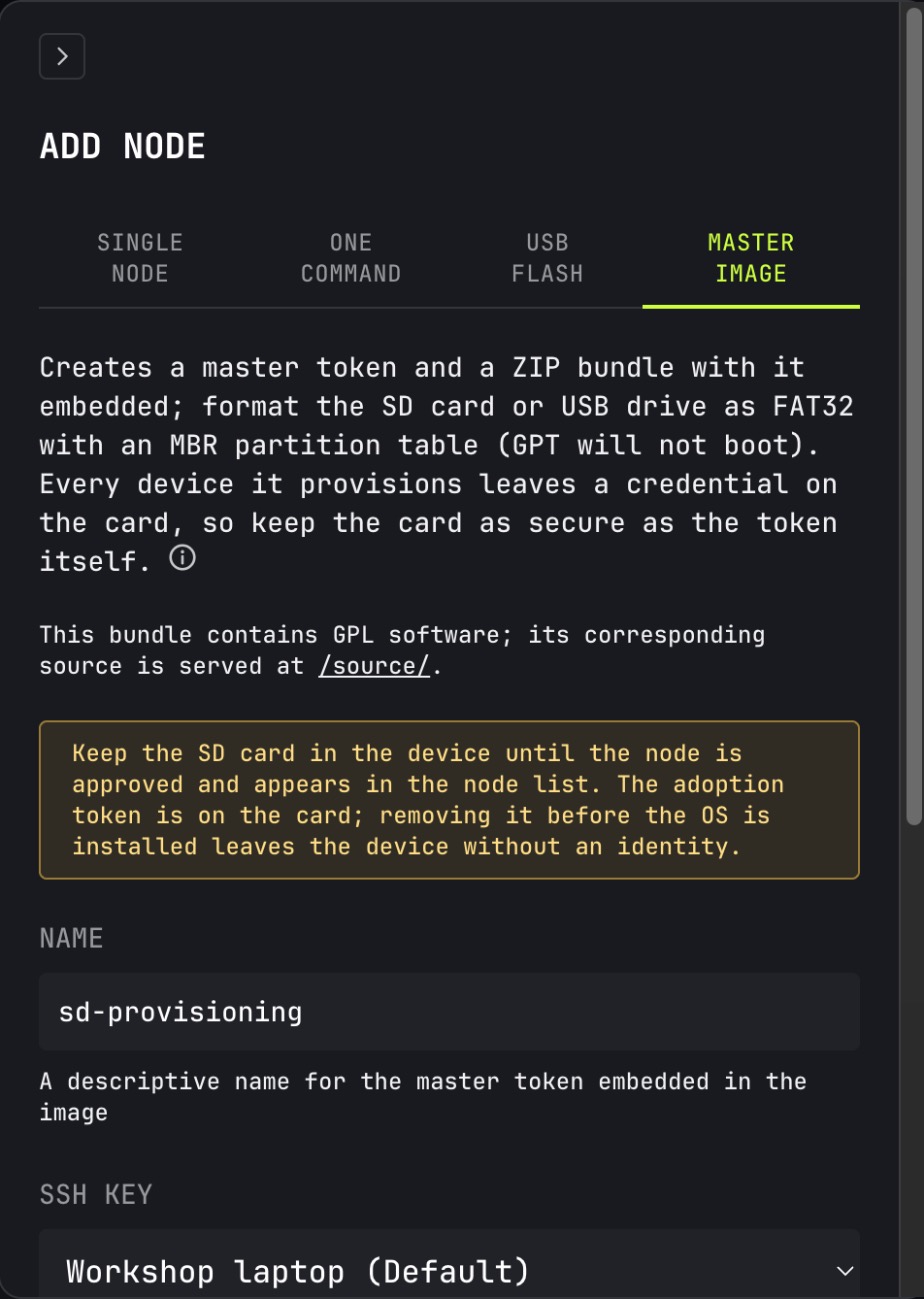 ADD NODE
SINGLE
NODE
ONE
COMMAND
USB
FLASH
MASTER
IMAGE
Creates a master token and a ZIP bundle with it
embedded; format the SD card or USB drive as FAT32
with an MBR partition table (GPT will not boot).
Every device it provisions leaves a credential on
the card, so keep the card as secure as the token
itself.
This bundle contains GPL software; its corresponding
source is served at /source/.
Keep the SD card in the device until the node is
approved and appears in the node list. The adoption
token is on the card; removing it before the OS is
installed leaves the device without an identity.
NAME
sd-provisioning
A descriptive name for the master token embedded in the
image
SSH KEY
Workshop laptop (Default)